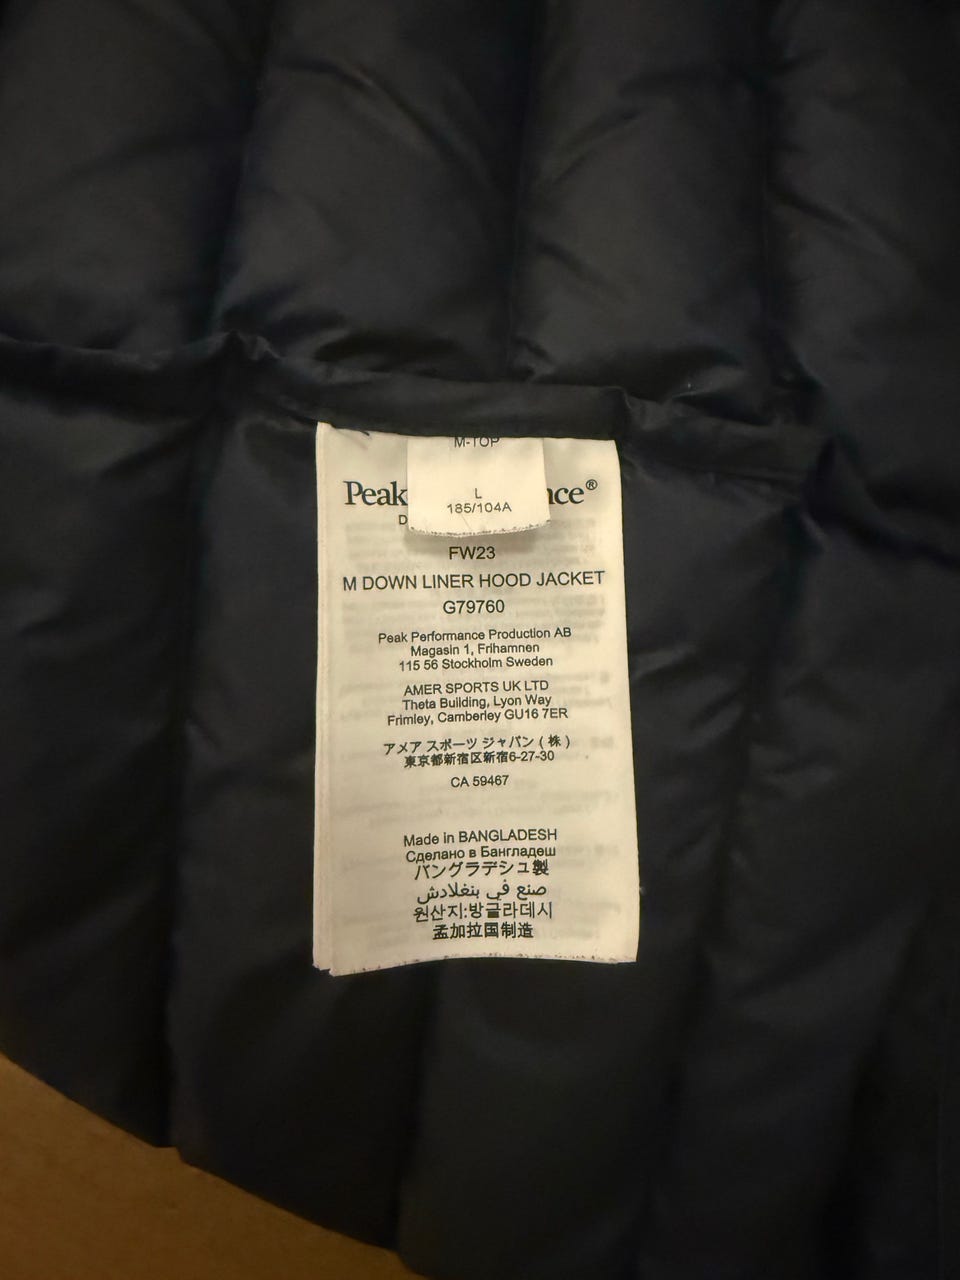 M-TOP
L
185/104A
Peak ce®
D
FW23
M DOWN LINER HOOD JACKET
G79760
Peak Performance Production AB
Magasin 1, Frihamnen
115 56 Stockholm Sweden
AMER SPORTS UK LTD
Theta Building, Lyon Way
Frimley, Camberley GU16 7ER
アメア スポーツ ジャパン ( 株 )
東京都新宿区新宿6-27-30
CA 59467
Made in BANGLADESH
Сделано в Бангладеш
バングラデシュ製
صنع في بنغلادش
원산지:방글라데시
孟加拉国制造